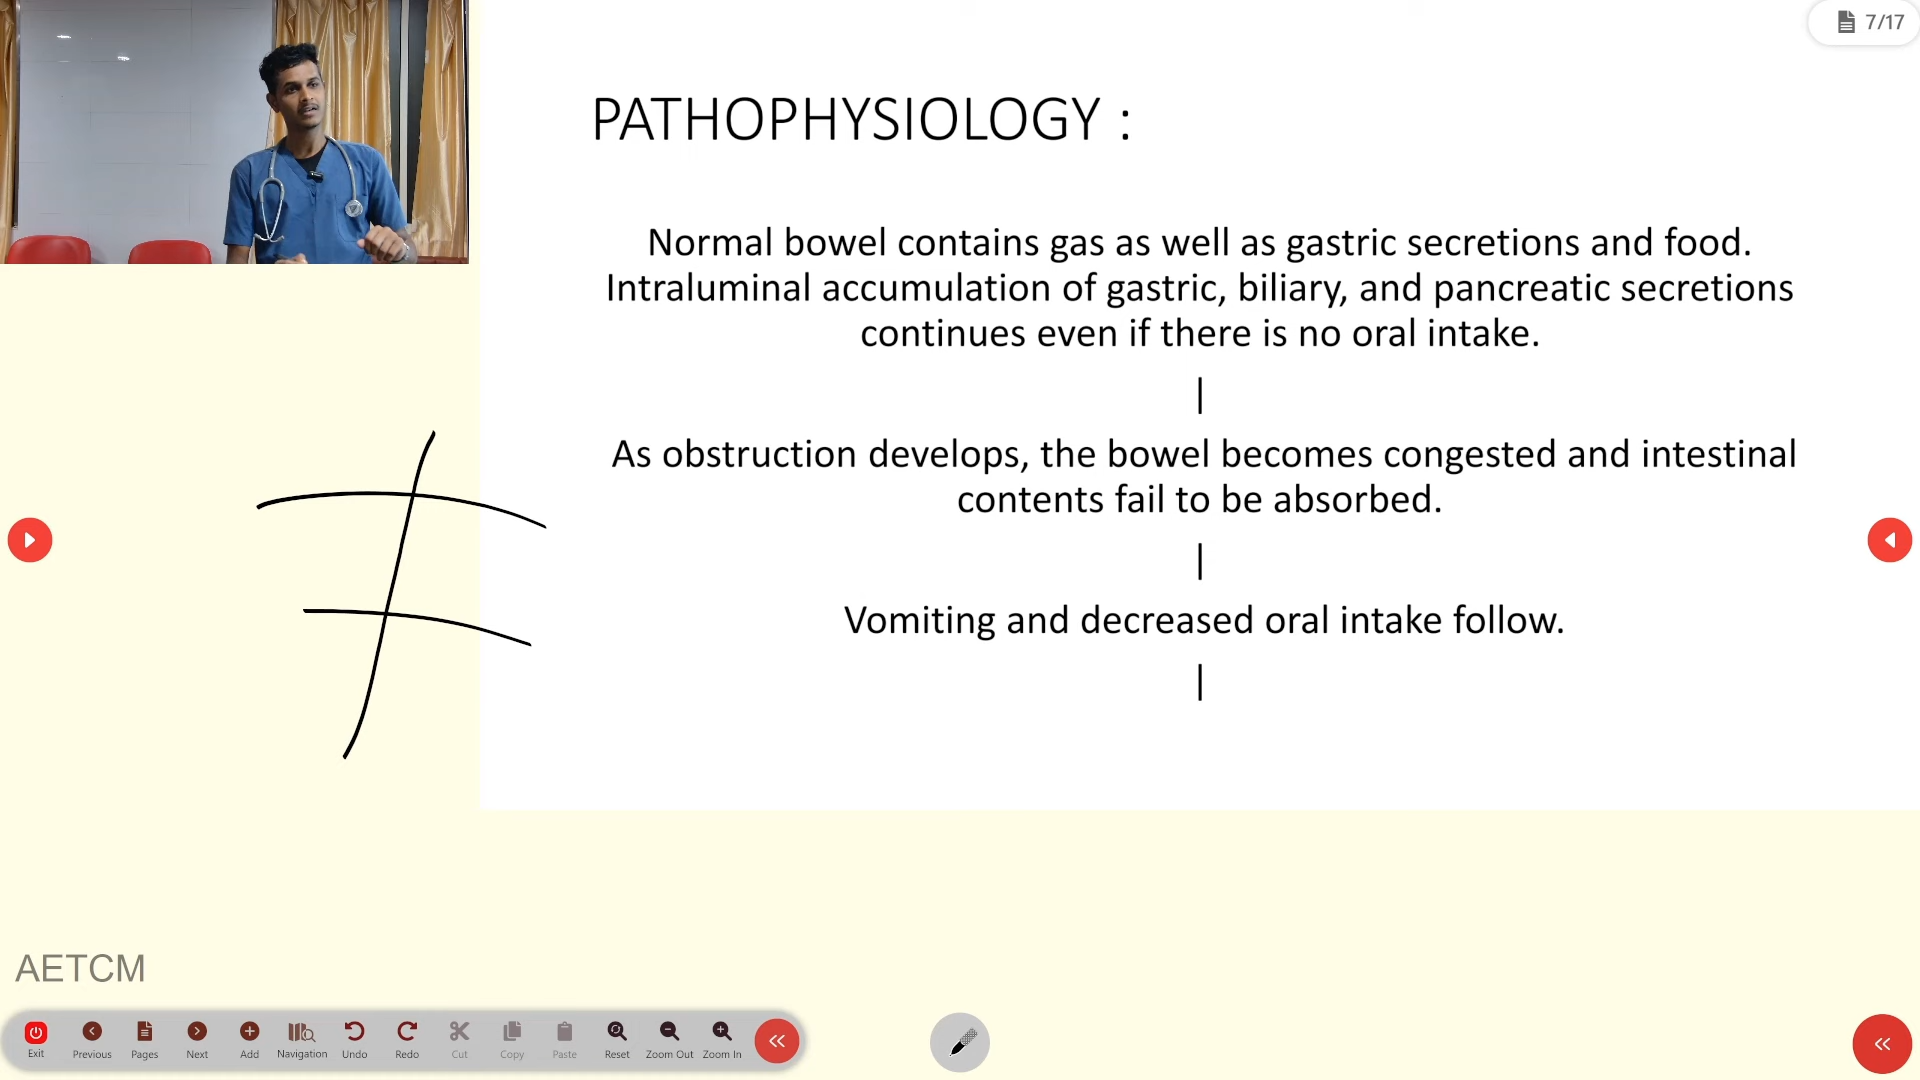 7/17
PATHOPHYSIOLOGY :
Normal bowel contains gas as well as gastric secretions and food.
Intraluminal accumulation of gastric, biliary, and pancreatic secretions
continues even if there is no oral intake.
|
As obstruction develops, the bowel becomes congested and intestinal
contents fail to be absorbed.
|
Vomiting and decreased oral intake follow.
|
AETCM
Exit Previous Pages Next Add Navigation Undo Redo Cut Copy Paste Reset Zoom Out Zoom In